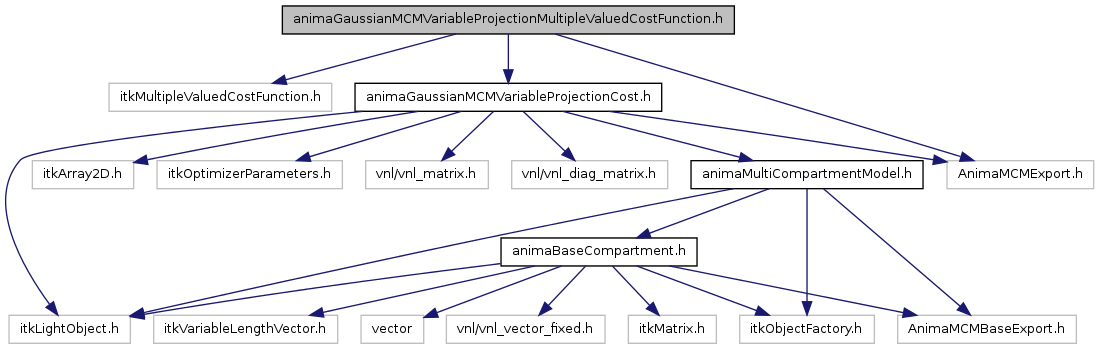 animaGaussianMCMVariableProjectionMultipleValuedCostFunction.h
itkMultipleValuedCostFunction.h
animaGaussianMCMVariableProjectionCost.h
itkArray2D.h
itkOptimizerParameters.h
vnl/vnl_matrix.h
vnl/vnl_diag_matrix.h
animaMultiCompartmentModel.h
AnimaMCMExport.h
animaBaseCompartment.h
itkLightObject.h
itkVariableLengthVector.h
vector
vnl/vnl_vector_fixed.h
itkMatrix.h
itkObjectFactory.h
AnimaMCMBaseExport.h